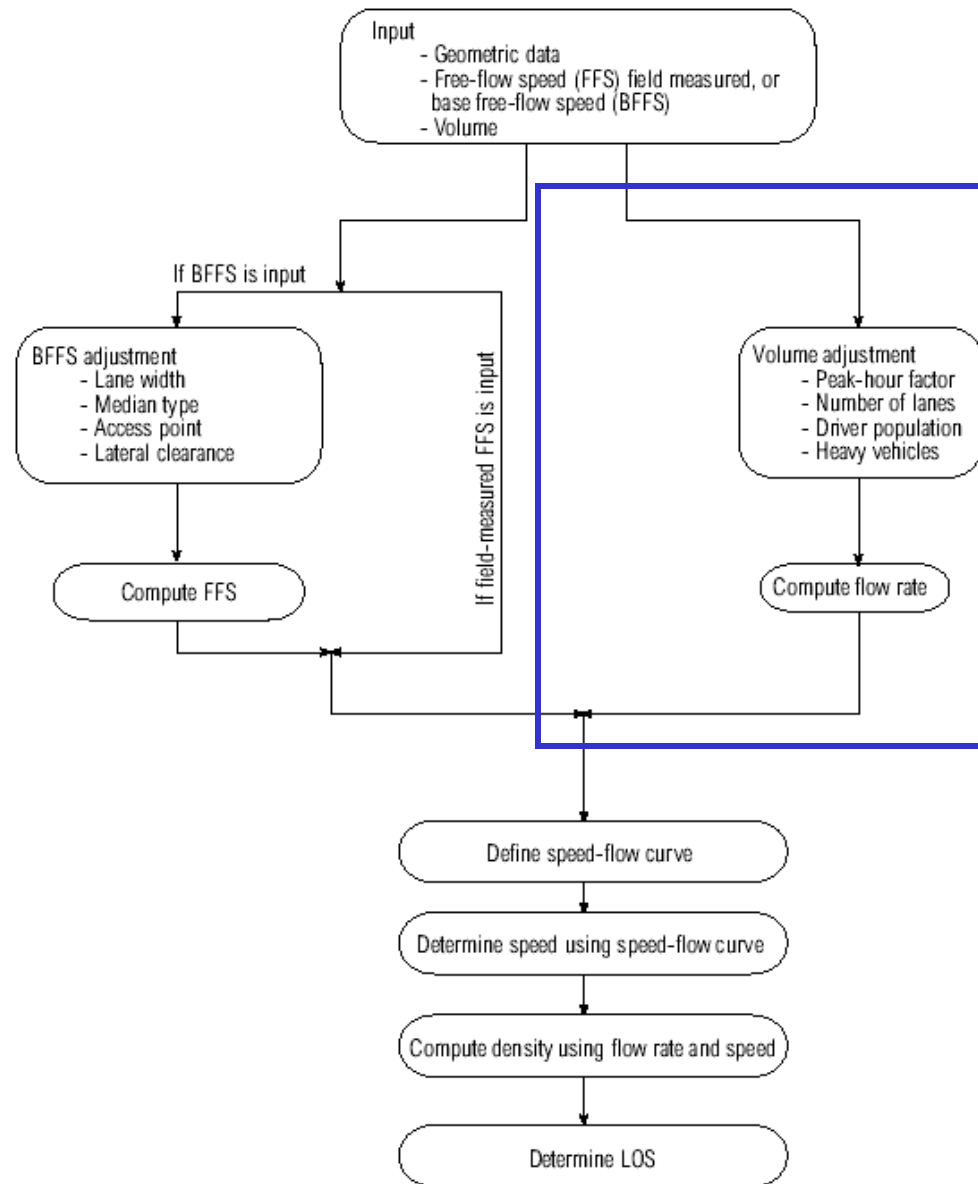 Input
- Geometric data
- Free-flow speed (FFS) field measured, or
base free-flow speed (BFFS)
- Volume
If BFFS is input
BFFS adjustment
- Lane width
- Median type
- Access point
- Lateral clearance
If field-measured FFS is input
Volume adjustment
- Peak-hour factor
- Number of lanes
- Driver population
- Heavy vehicles
Compute FFS
Compute flow rate
Define speed-flow curve
Determine speed using speed-flow curve
Compute density using flow rate and speed
Determine LOS